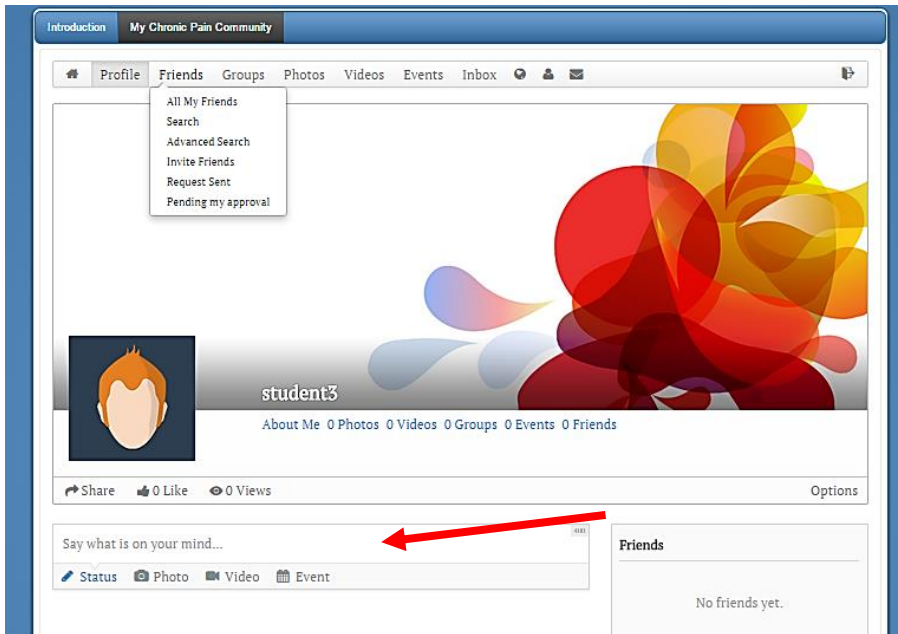 Introduction My Chronic Pain Community
Profile Friends Groups Photos Videos Events Inbox
All My Friends
Search
Advanced Search
Invite Friends
Request Sent
Pending my approval
student3
About Me 0 Photos 0 Videos 0 Groups 0 Events 0 Friends
Share 0 Like 0 Views Options
Say what is on your mind...
Status Photo Video Event
Friends
No friends yet.